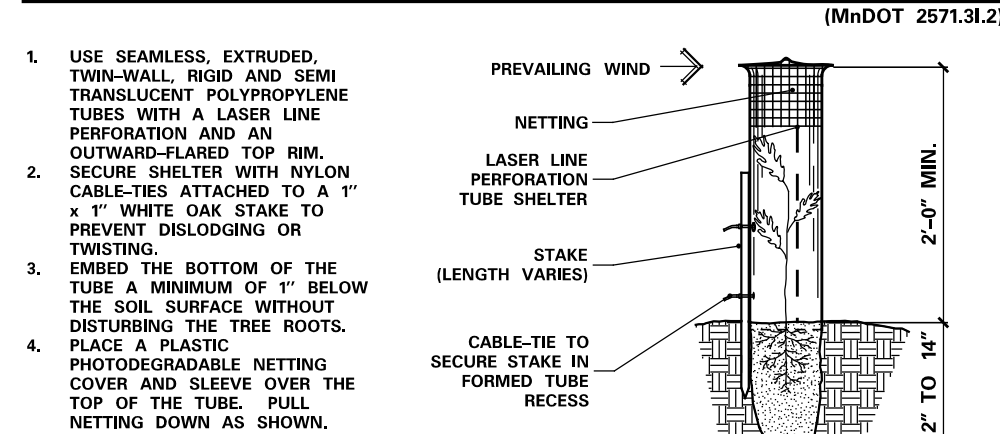 (MnDOT 2571.3I.2)
1. USE SEAMLESS, EXTRUDED,
TWIN–WALL, RIGID AND SEMI
TRANSLUCENT POLYPROPYLENE
TUBES WITH A LASER LINE
PERFORATION AND AN
OUTWARD–FLARED TOP RIM.
2. SECURE SHELTER WITH NYLON
CABLE–TIES ATTACHED TO A 1"
x 1" WHITE OAK STAKE TO
PREVENT DISLODGING OR
TWISTING.
3. EMBED THE BOTTOM OF THE
TUBE A MINIMUM OF 1" BELOW
THE SOIL SURFACE WITHOUT
DISTURBING THE TREE ROOTS.
4. PLACE A PLASTIC
PHOTODEGRADABLE NETTING
COVER AND SLEEVE OVER THE
TOP OF THE TUBE. PULL
NETTING DOWN AS SHOWN.
PREVAILING WIND
NETTING
LASER LINE
PERFORATION
TUBE SHELTER
STAKE
(LENGTH VARIES)
CABLE–TIE TO
SECURE STAKE IN
FORMED TUBE
RECESS
2'–0" MIN.
2" TO 14"